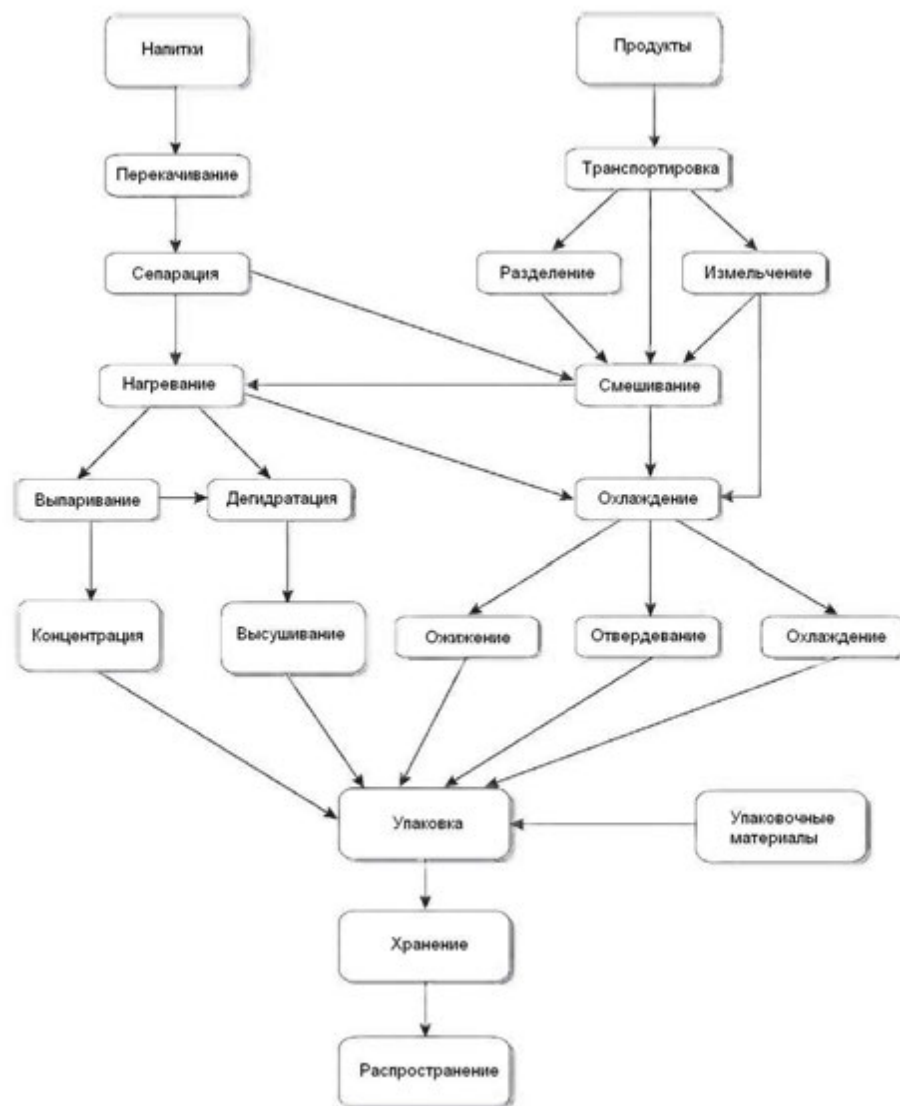 Напитки
Продукты
Перекачивание
Транспортировка
Сепарация
Разделение
Измельчение
Нагревание
Смешивание
Выпаривание
Дегидратация
Охлаждение
Концентрация
Высушивание
Ожижение
Отвердевание
Охлаждение
Упаковка
Упаковочные
материалы
Хранение
Распространение